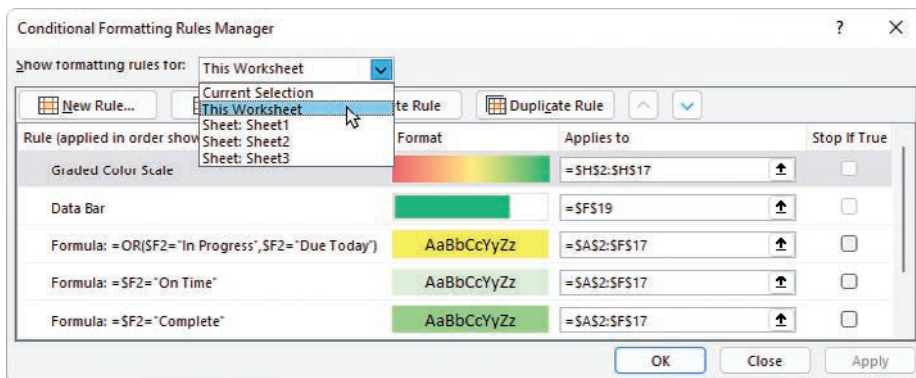 Conditional Formatting Rules Manager ? X
Show formatting rules for: This Worksheet
Current Selection
This Worksheet
Sheet: Sheet1
Sheet: Sheet2
Sheet: Sheet3
New Rule... Rule Duplicate Rule
Rule (applied in order Format Applies to Stop If True
Graded Color Scale =$H$2:$H$17
Data Bar =$F$19
Formula: =OR($F2="In Progress",$F2="Due Today") AaBbCcYyZz =$A$2:$F$17
Formula: =$F2="On Time" AaBbCcYyZz =$A$2:$F$17
Formula: =$F2="Complete" AaBbCcYyZz =$A$2:$F$17
OK Close Apply